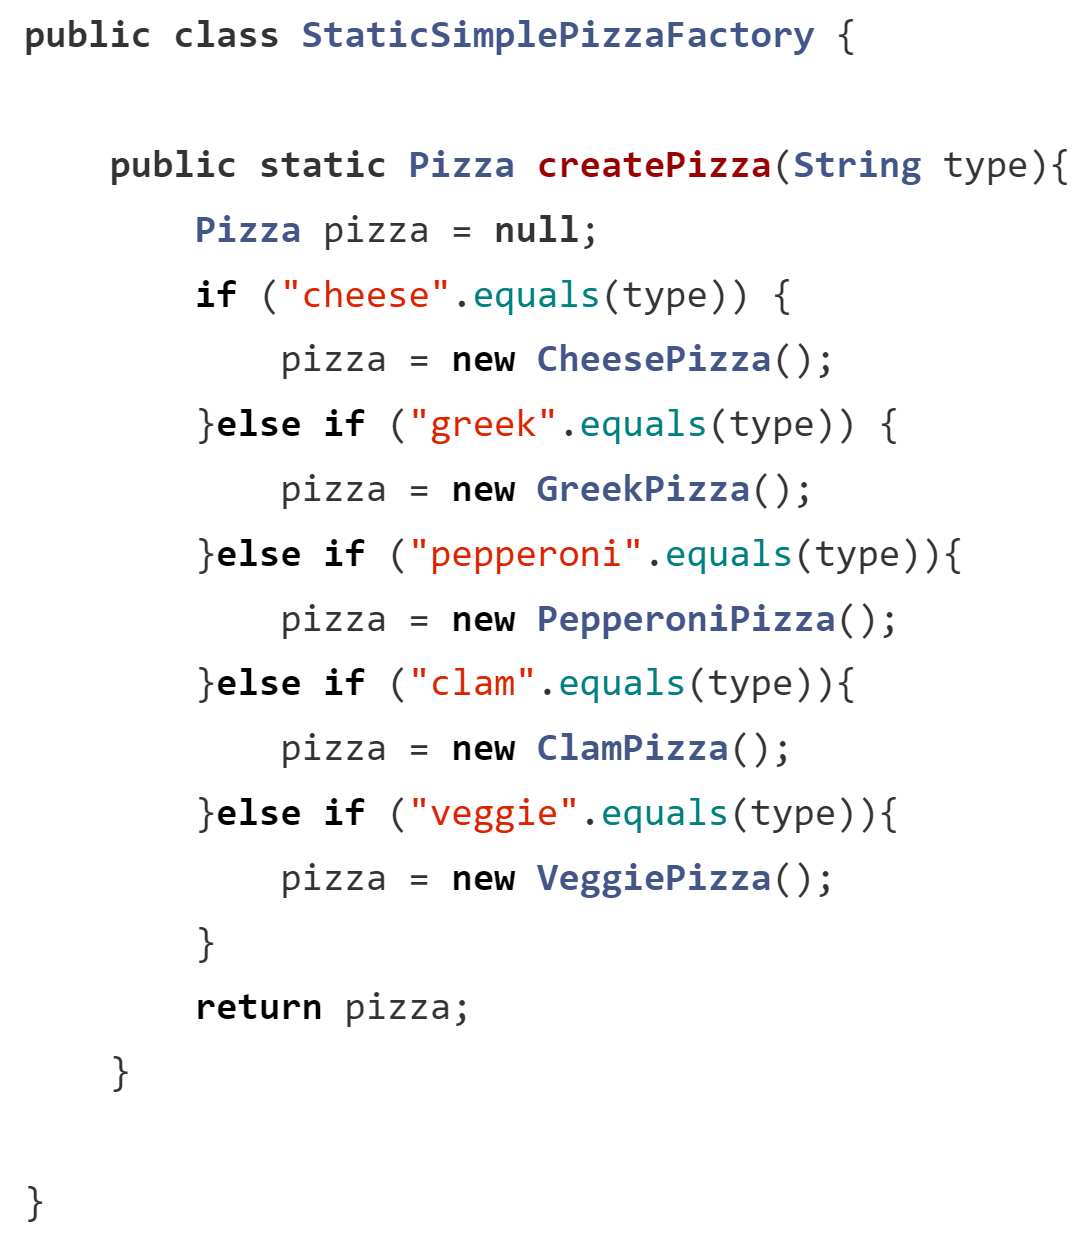 public class StaticSimplePizzaFactory {
    public static Pizza createPizza(String type){
        Pizza pizza = null;
        if ("cheese".equals(type)) {
            pizza = new CheesePizza();
        }else if ("greek".equals(type)) {
            pizza = new GreekPizza();
        }else if ("pepperoni".equals(type)){
            pizza = new PepperoniPizza();
        }else if ("clam".equals(type)){
            pizza = new ClamPizza();
        }else if ("veggie".equals(type)){
            pizza = new VeggiePizza();
        }
        return pizza;
    }
}